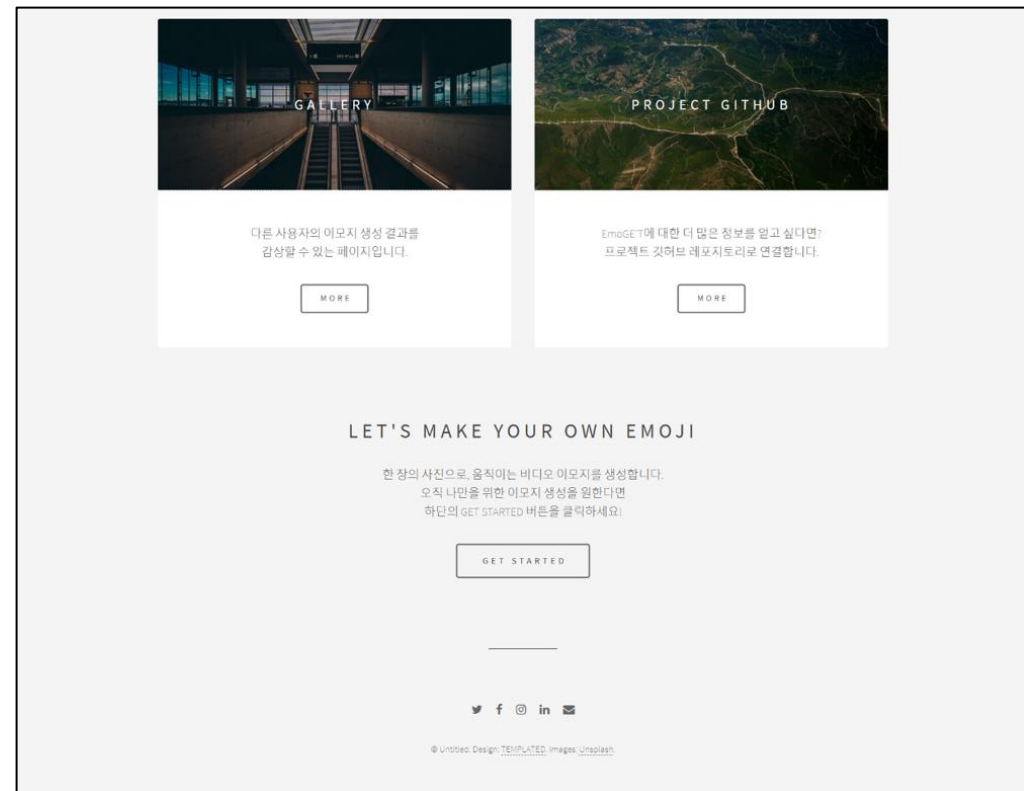 GALLERY
PROJECT GITHUB
다른 사용자의 이모지 생성 결과를
감상할 수 있는 페이지입니다.
MORE
EmoGE'T에 대한 더 많은 정보를 얻고 싶다면?
프로젝트 깃허브 레포지토리로 연결합니다.
MORE
LET'S MAKE YOUR OWN EMOJI
한 장의 사진으로, 움직이는 비디오 이모지를 생성합니다.
오직 나만을 위한 이모지 생성을 원한다면
하단의 GET STARTED 버튼을 클릭하세요!
GET STARTED
© Untitled. Design: TEMPLATED. Images: Unsplash.